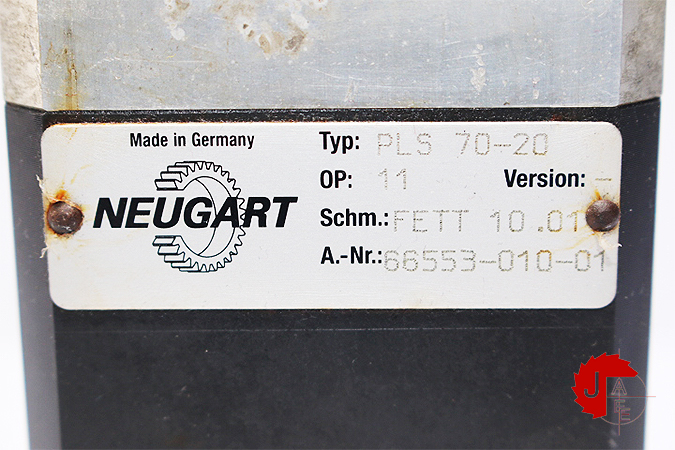 Made in Germany
NEUGART
Typ: PLS 70-20
OP: 11 Version: -
Schm.: FETT 10.01
A.-Nr.: 66553-010-01
J